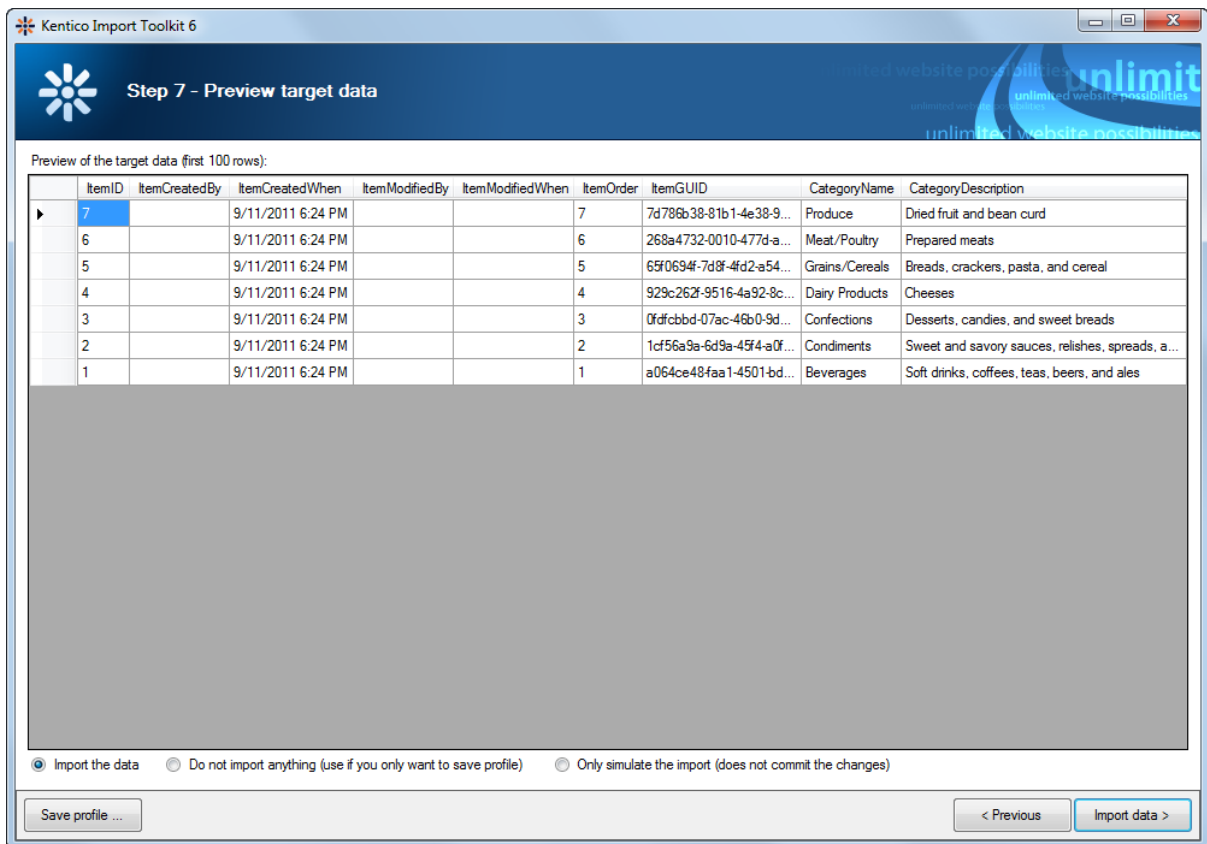 Kentico Import Toolkit 6
Step 7 - Preview target data
unlimited website possibilities
unlimit
unlimited website possibilities
unlimited website possibilities
unlimited website possibilities
Preview of the target data (first 100 rows):
ItemID ItemCreatedBy ItemCreatedWhen ItemModifiedBy ItemModifiedWhen ItemOrder ItemGUID CategoryName CategoryDescription
7 9/11/2011 6:24 PM 7 7d786b38-81b1-4e38-9... Produce Dried fruit and bean curd
6 9/11/2011 6:24 PM 6 268a4732-0010-477d-a... Meat/Poultry Prepared meats
5 9/11/2011 6:24 PM 5 65f0694f-7d8f-4fd2-a54... Grains/Cereals Breads, crackers, pasta, and cereal
4 9/11/2011 6:24 PM 4 929c262f-9516-4a92-8c... Dairy Products Cheeses
3 9/11/2011 6:24 PM 3 0fdfcbbd-07ac-46b0-9d... Confections Desserts, candies, and sweet breads
2 9/11/2011 6:24 PM 2 1cf56a9a-6d9a-45f4-a0f... Condiments Sweet and savory sauces, relishes, spreads, a...
1 9/11/2011 6:24 PM 1 a064ce48-faa1-4501-bd... Beverages Soft drinks, coffees, teas, beers, and ales
Import the data Do not import anything (use if you only want to save profile) Only simulate the import (does not commit the changes)
Save profile ... < Previous Import data >